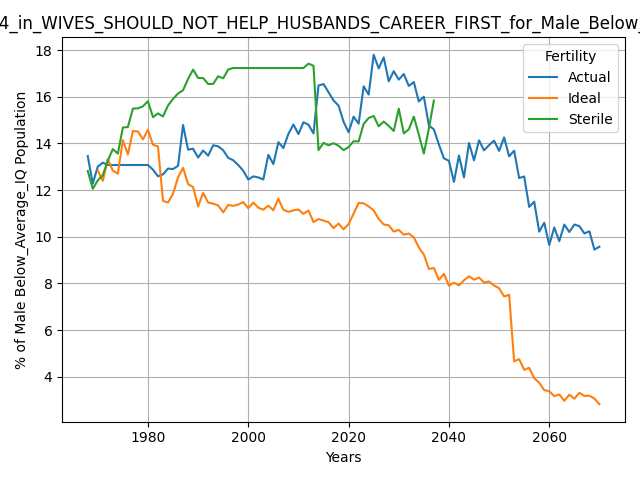 4_in_WIVES_SHOULD_NOT_HELP_HUSBANDS_CAREER_FIRST_for_Male_Below_
Fertility
Actual
Ideal
Sterile
% of Male Below_Average_IQ Population
18
16
14
12
10
8
6
4
1980 2000 2020 2040 2060
Years